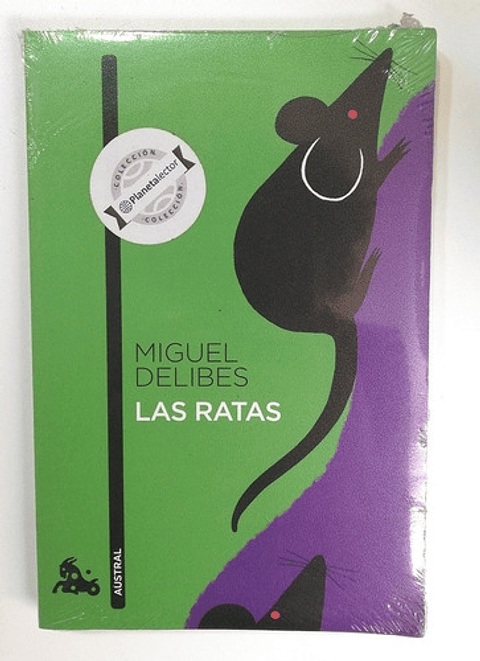 COLECCIÓN
Planetalector
COLECCIÓN
MIGUEL
DELIBES
LAS RATAS
AUSTRAL